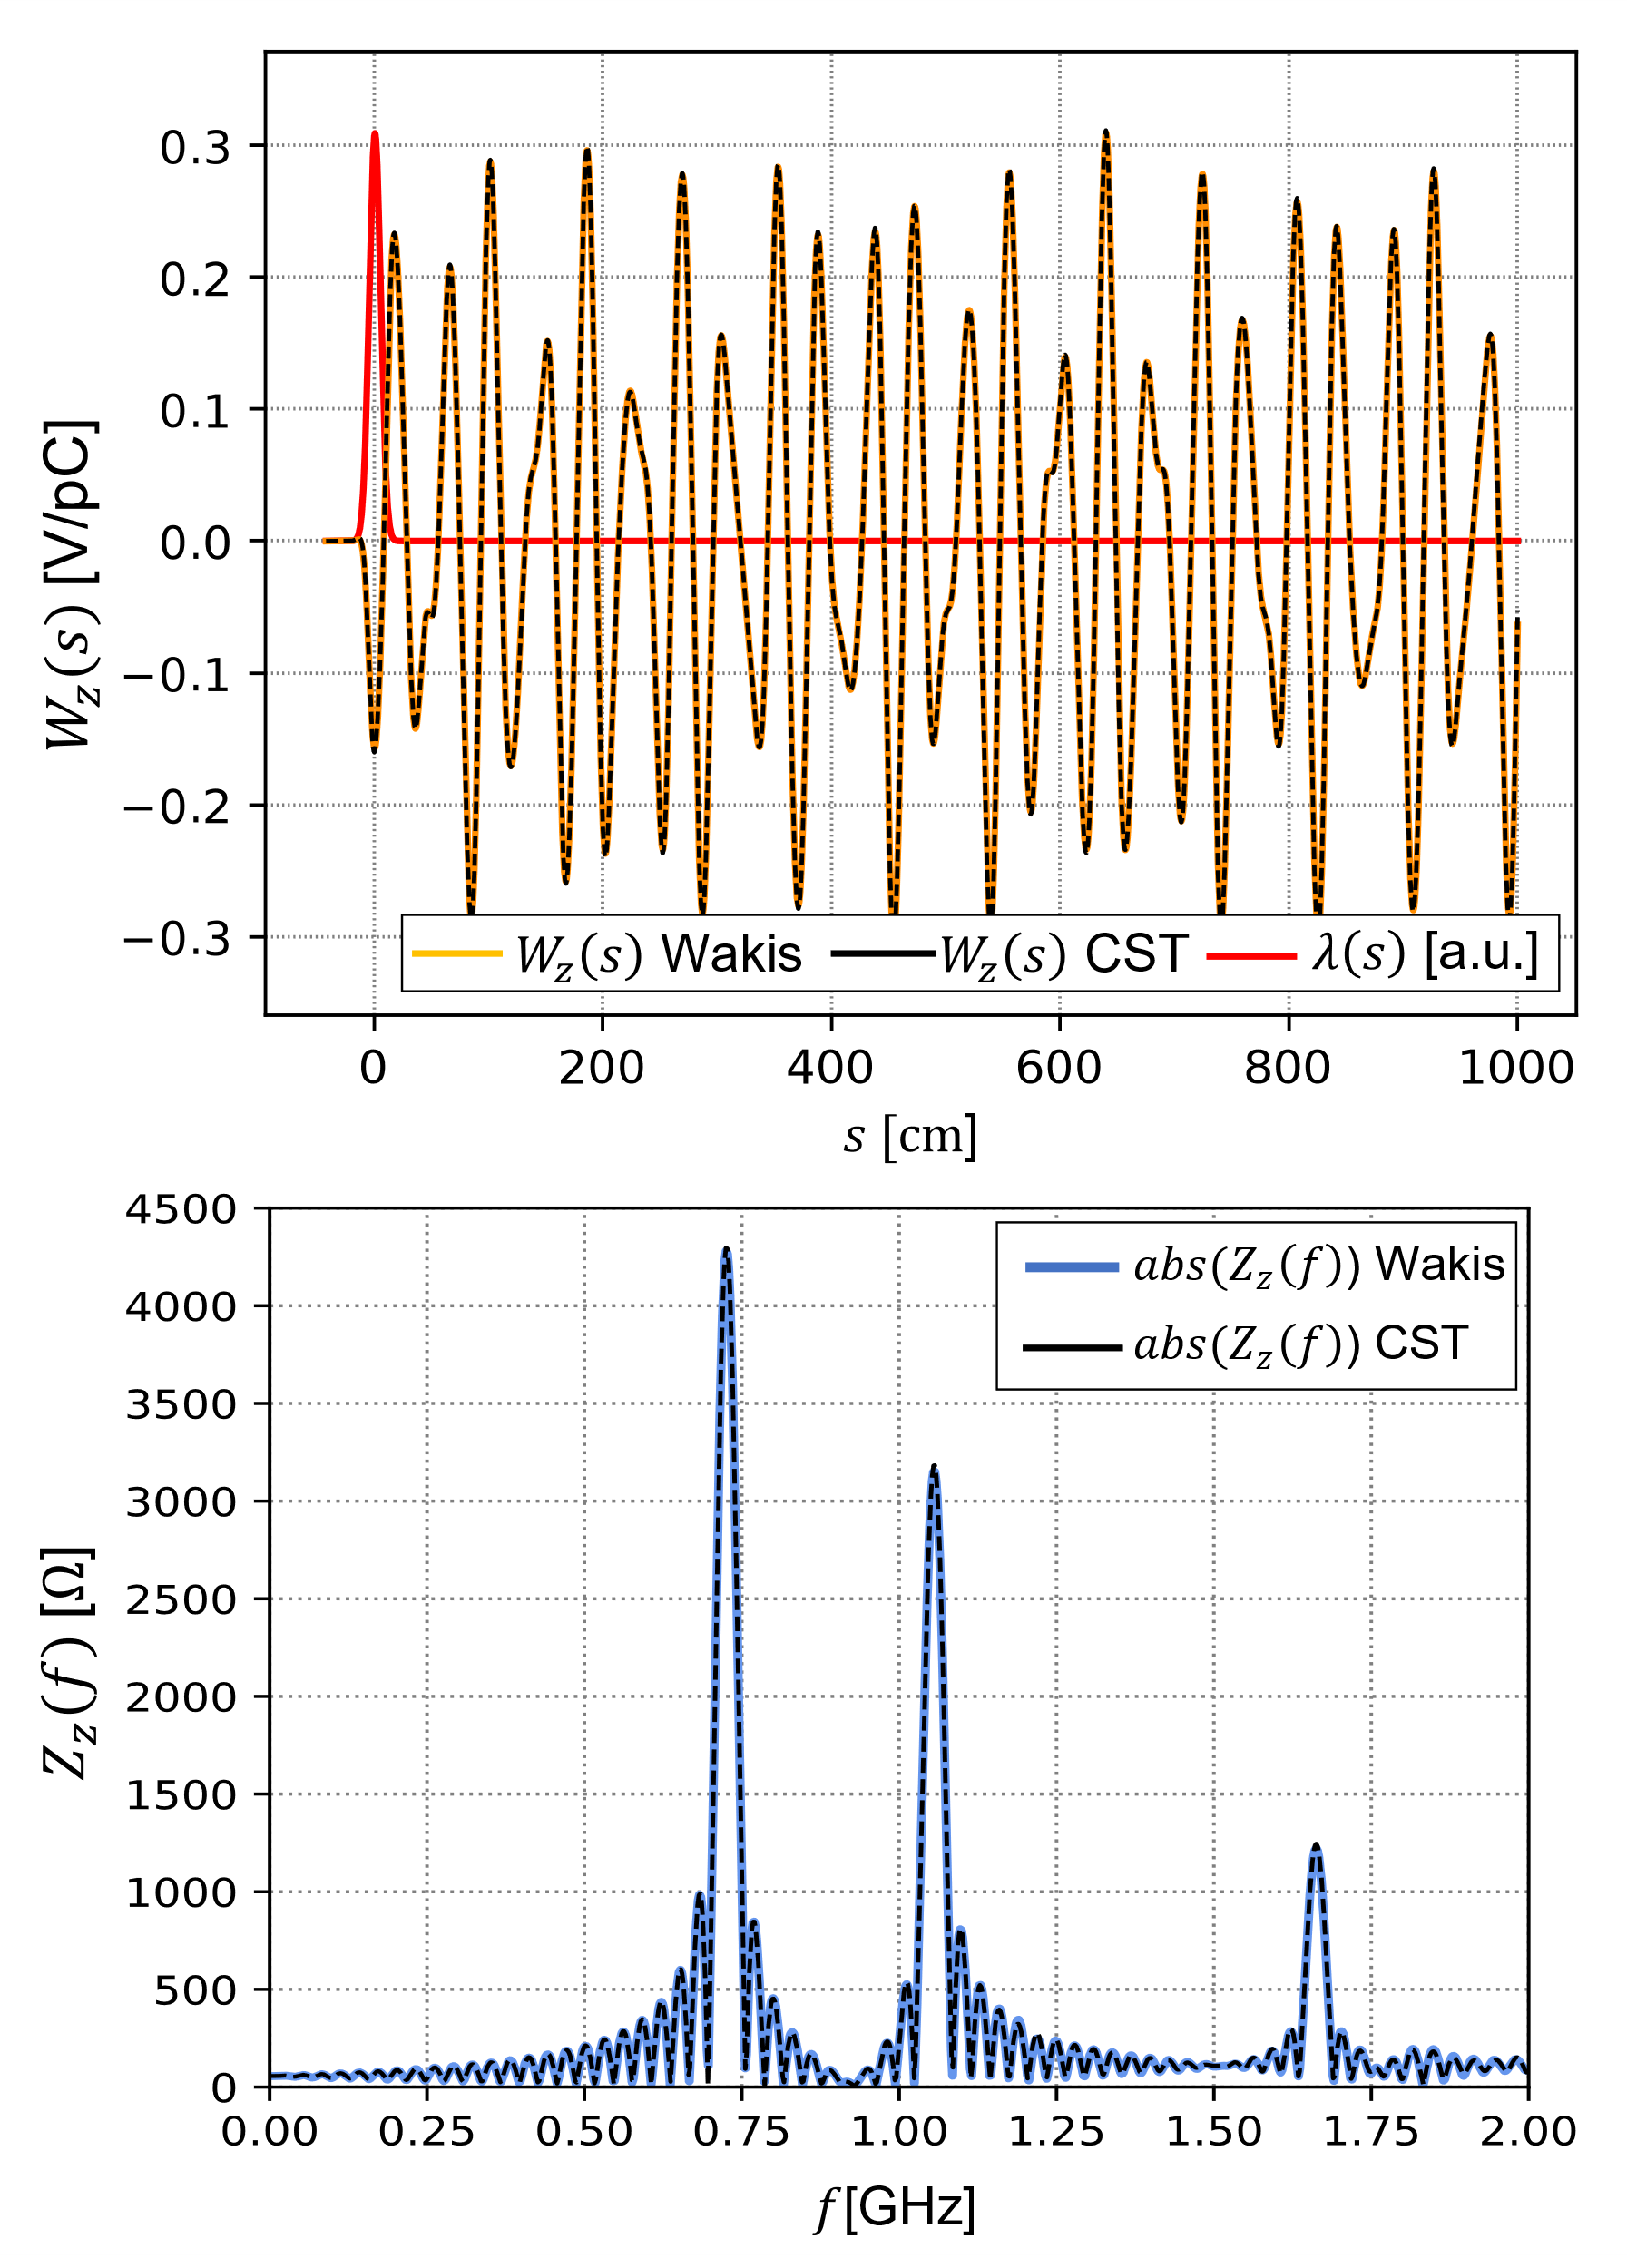 W_z(s) [V/pC]
0.3
0.2
0.1
0.0
−0.1
−0.2
−0.3
W_z(s) Wakis W_z(s) CST λ(s) [a.u.]
0 200 400 600 800 1000
s [cm]
Z_z(f) [Ω]
4500
4000
3500
3000
2500
2000
1500
1000
500
0
abs(Z_z(f)) Wakis
abs(Z_z(f)) CST
0.00 0.25 0.50 0.75 1.00 1.25 1.50 1.75 2.00
f [GHz]